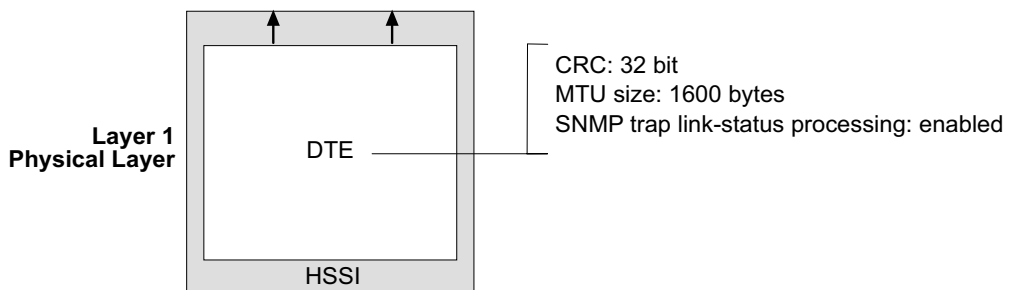 Layer 1
Physical Layer
DTE
HSSI
CRC: 32 bit
MTU size: 1600 bytes
SNMP trap link-status processing: enabled